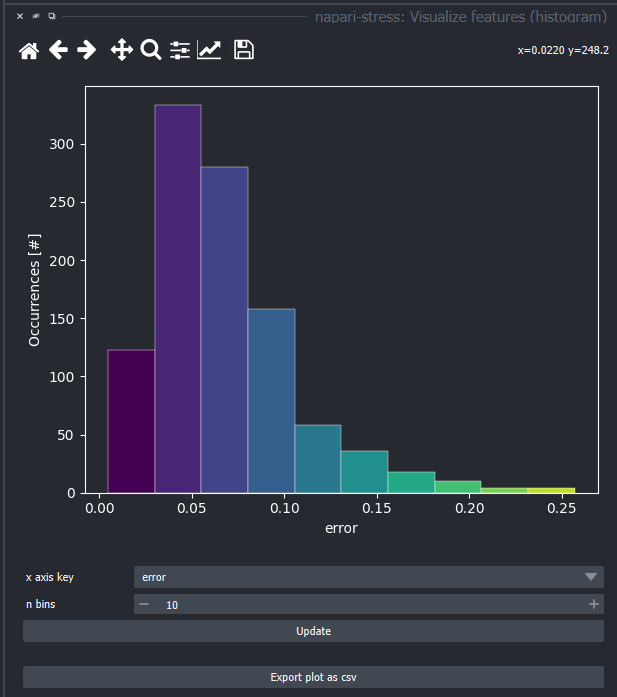 napari-stress: Visualize features (histogram)
x=0.0220 y=248.2
Occurrences [#]
300
250
200
150
100
50
0
0.00 0.05 0.10 0.15 0.20 0.25
error
x axis key error
n bins 10
Update
Export plot as csv